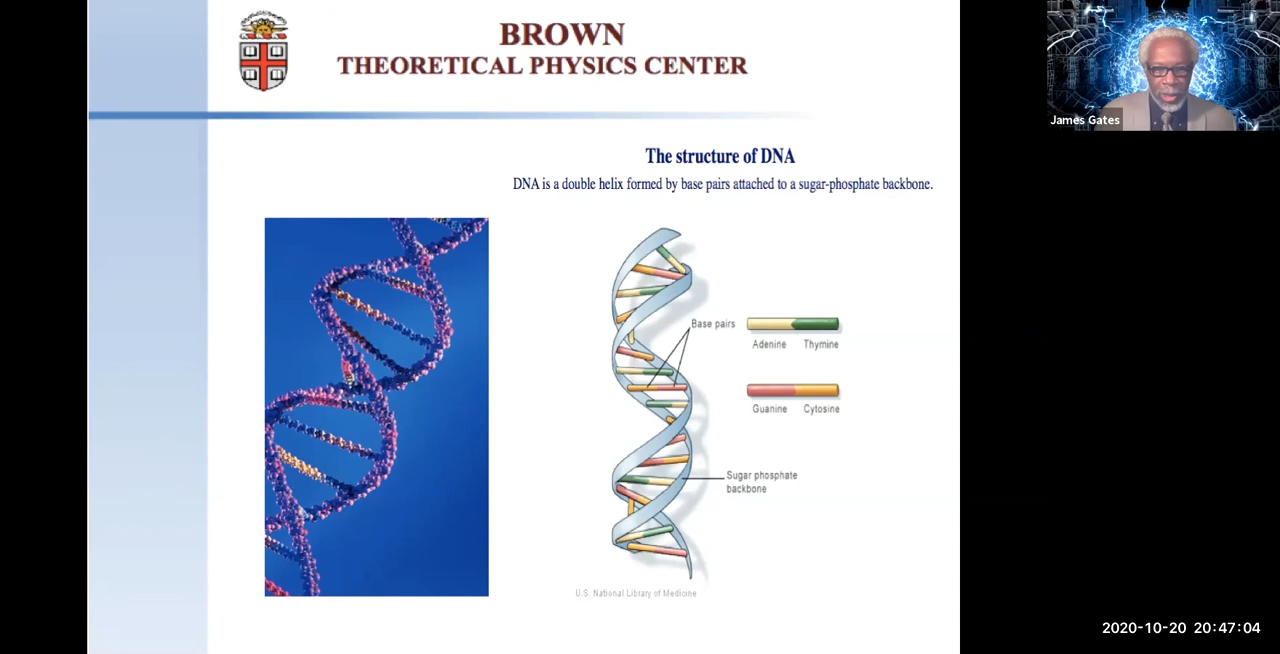 BROWN
THEORETICAL PHYSICS CENTER
James Gates
The structure of DNA
DNA is a double helix formed by base pairs attached to a sugar-phosphate backbone.
Base pairs
Adenine Thymine
Guanine Cytosine
Sugar phosphate
backbone
U.S. National Library of Medicine
2020-10-20 20:47:04